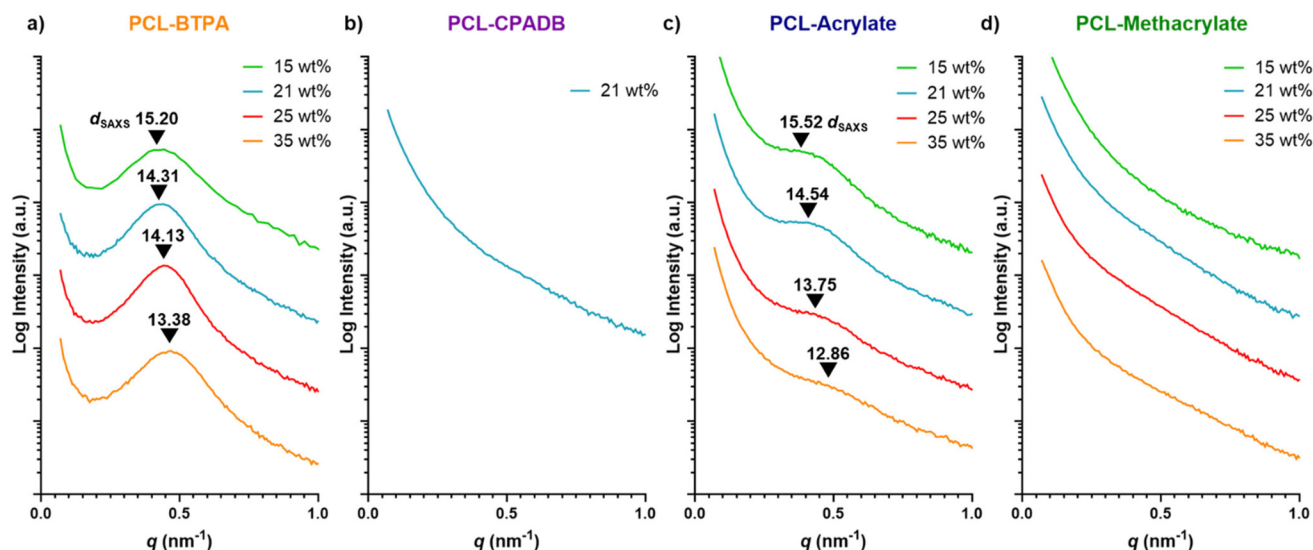 a) PCL-BTPA
15 wt%
21 wt%
25 wt%
35 wt%
dSAXS 15.20
14.31
14.13
13.38
Log Intensity (a.u.)
0.0 0.5 1.0
q (nm⁻¹)
b) PCL-CPADB
21 wt%
Log Intensity (a.u.)
0.0 0.5 1.0
q (nm⁻¹)
c) PCL-Acrylate
15 wt%
21 wt%
25 wt%
35 wt%
15.52 dSAXS
14.54
13.75
12.86
Log Intensity (a.u.)
0.0 0.5 1.0
q (nm⁻¹)
d) PCL-Methacrylate
15 wt%
21 wt%
25 wt%
35 wt%
Log Intensity (a.u.)
0.0 0.5 1.0
q (nm⁻¹)